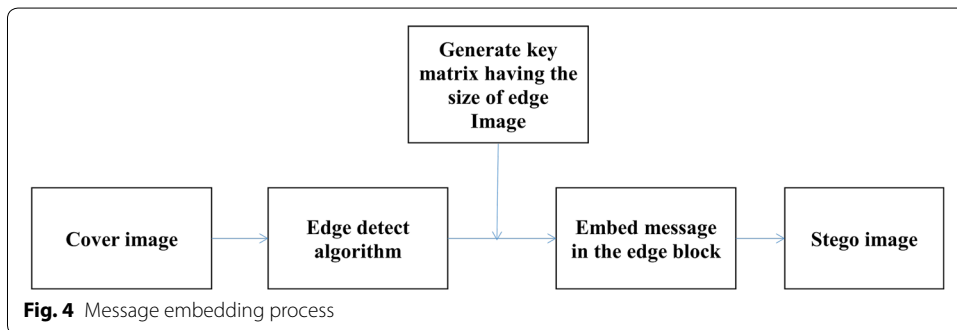 Generate key
matrix having the
size of edge
Image
Cover image
Edge detect
algorithm
Embed message
in the edge block
Stego image
Fig. 4 Message embedding process